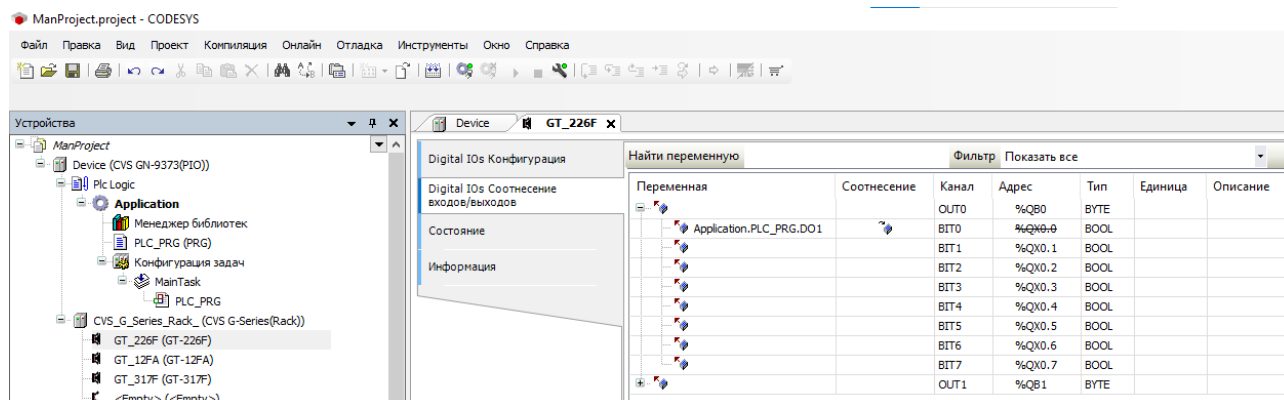 ManProject.project - CODESYS
Файл Правка Вид Проект Компиляция Онлайн Отладка Инструменты Окно Справка
Устройства
ManProject
Device (CVS GN-9373(PIO))
Plc Logic
Application
Менеджер библиотек
PLC_PRG (PRG)
Конфигурация задач
MainTask
PLC_PRG
CVS_G_Series_Rack_ (CVS G-Series(Rack))
GT_226F (GT-226F)
GT_12FA (GT-12FA)
GT_317F (GT-317F)
<Empty> (<Empty>)
Device GT_226F
Digital IOs Конфигурация
Digital IOs Соотнесение
входов/выходов
Состояние
Информация
Найти переменную Фильтр Показать все
Переменная Соотнесение Канал Адрес Тип Единица Описание
OUT0 %QB0 BYTE
Application.PLC_PRG.DO1 BIT0 %QX0.0 BOOL
BIT1 %QX0.1 BOOL
BIT2 %QX0.2 BOOL
BIT3 %QX0.3 BOOL
BIT4 %QX0.4 BOOL
BIT5 %QX0.5 BOOL
BIT6 %QX0.6 BOOL
BIT7 %QX0.7 BOOL
OUT1 %QB1 BYTE